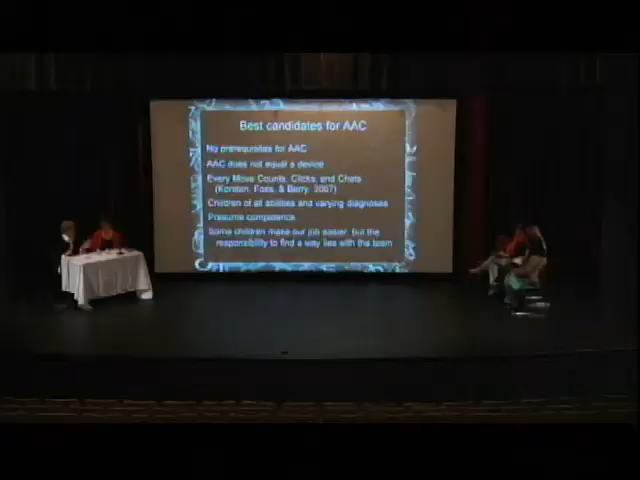 Best candidates for AAC
No prerequisites for AAC
AAC does not equal a device
Every Move Counts, Clicks, and Chats
(Korsten, Foss, & Berry, 2007)
Children of all abilities and varying diagnoses
Presume competence
Some children make our job easier, but the
responsibility to find a way lies with the team